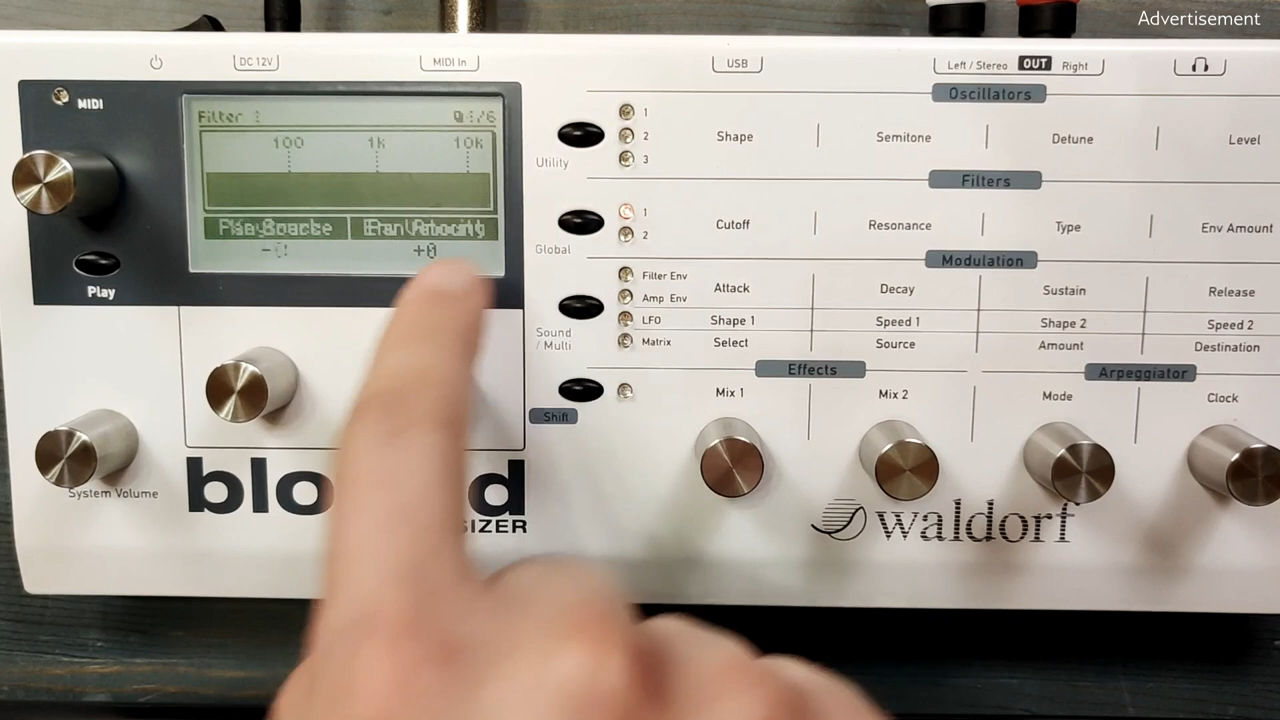 Advertisement
DC 12V
MIDI In
USB
Left / Stereo OUT Right
MIDI
Filter
100 1k 10k
+0
Play
System Volume
Utility
Global
Sound
/ Multi
Shift
Oscillators
1
2
3
Shape Semitone Detune Level
Filters
1
2
Cutoff Resonance Type Env Amount
Modulation
Filter Env
Amp Env
LFO
Matrix
Attack Decay Sustain Release
Shape 1 Speed 1 Shape 2 Speed 2
Select Source Amount Destination
Effects Arpeggiator
Mix 1 Mix 2 Mode Clock
waldorf